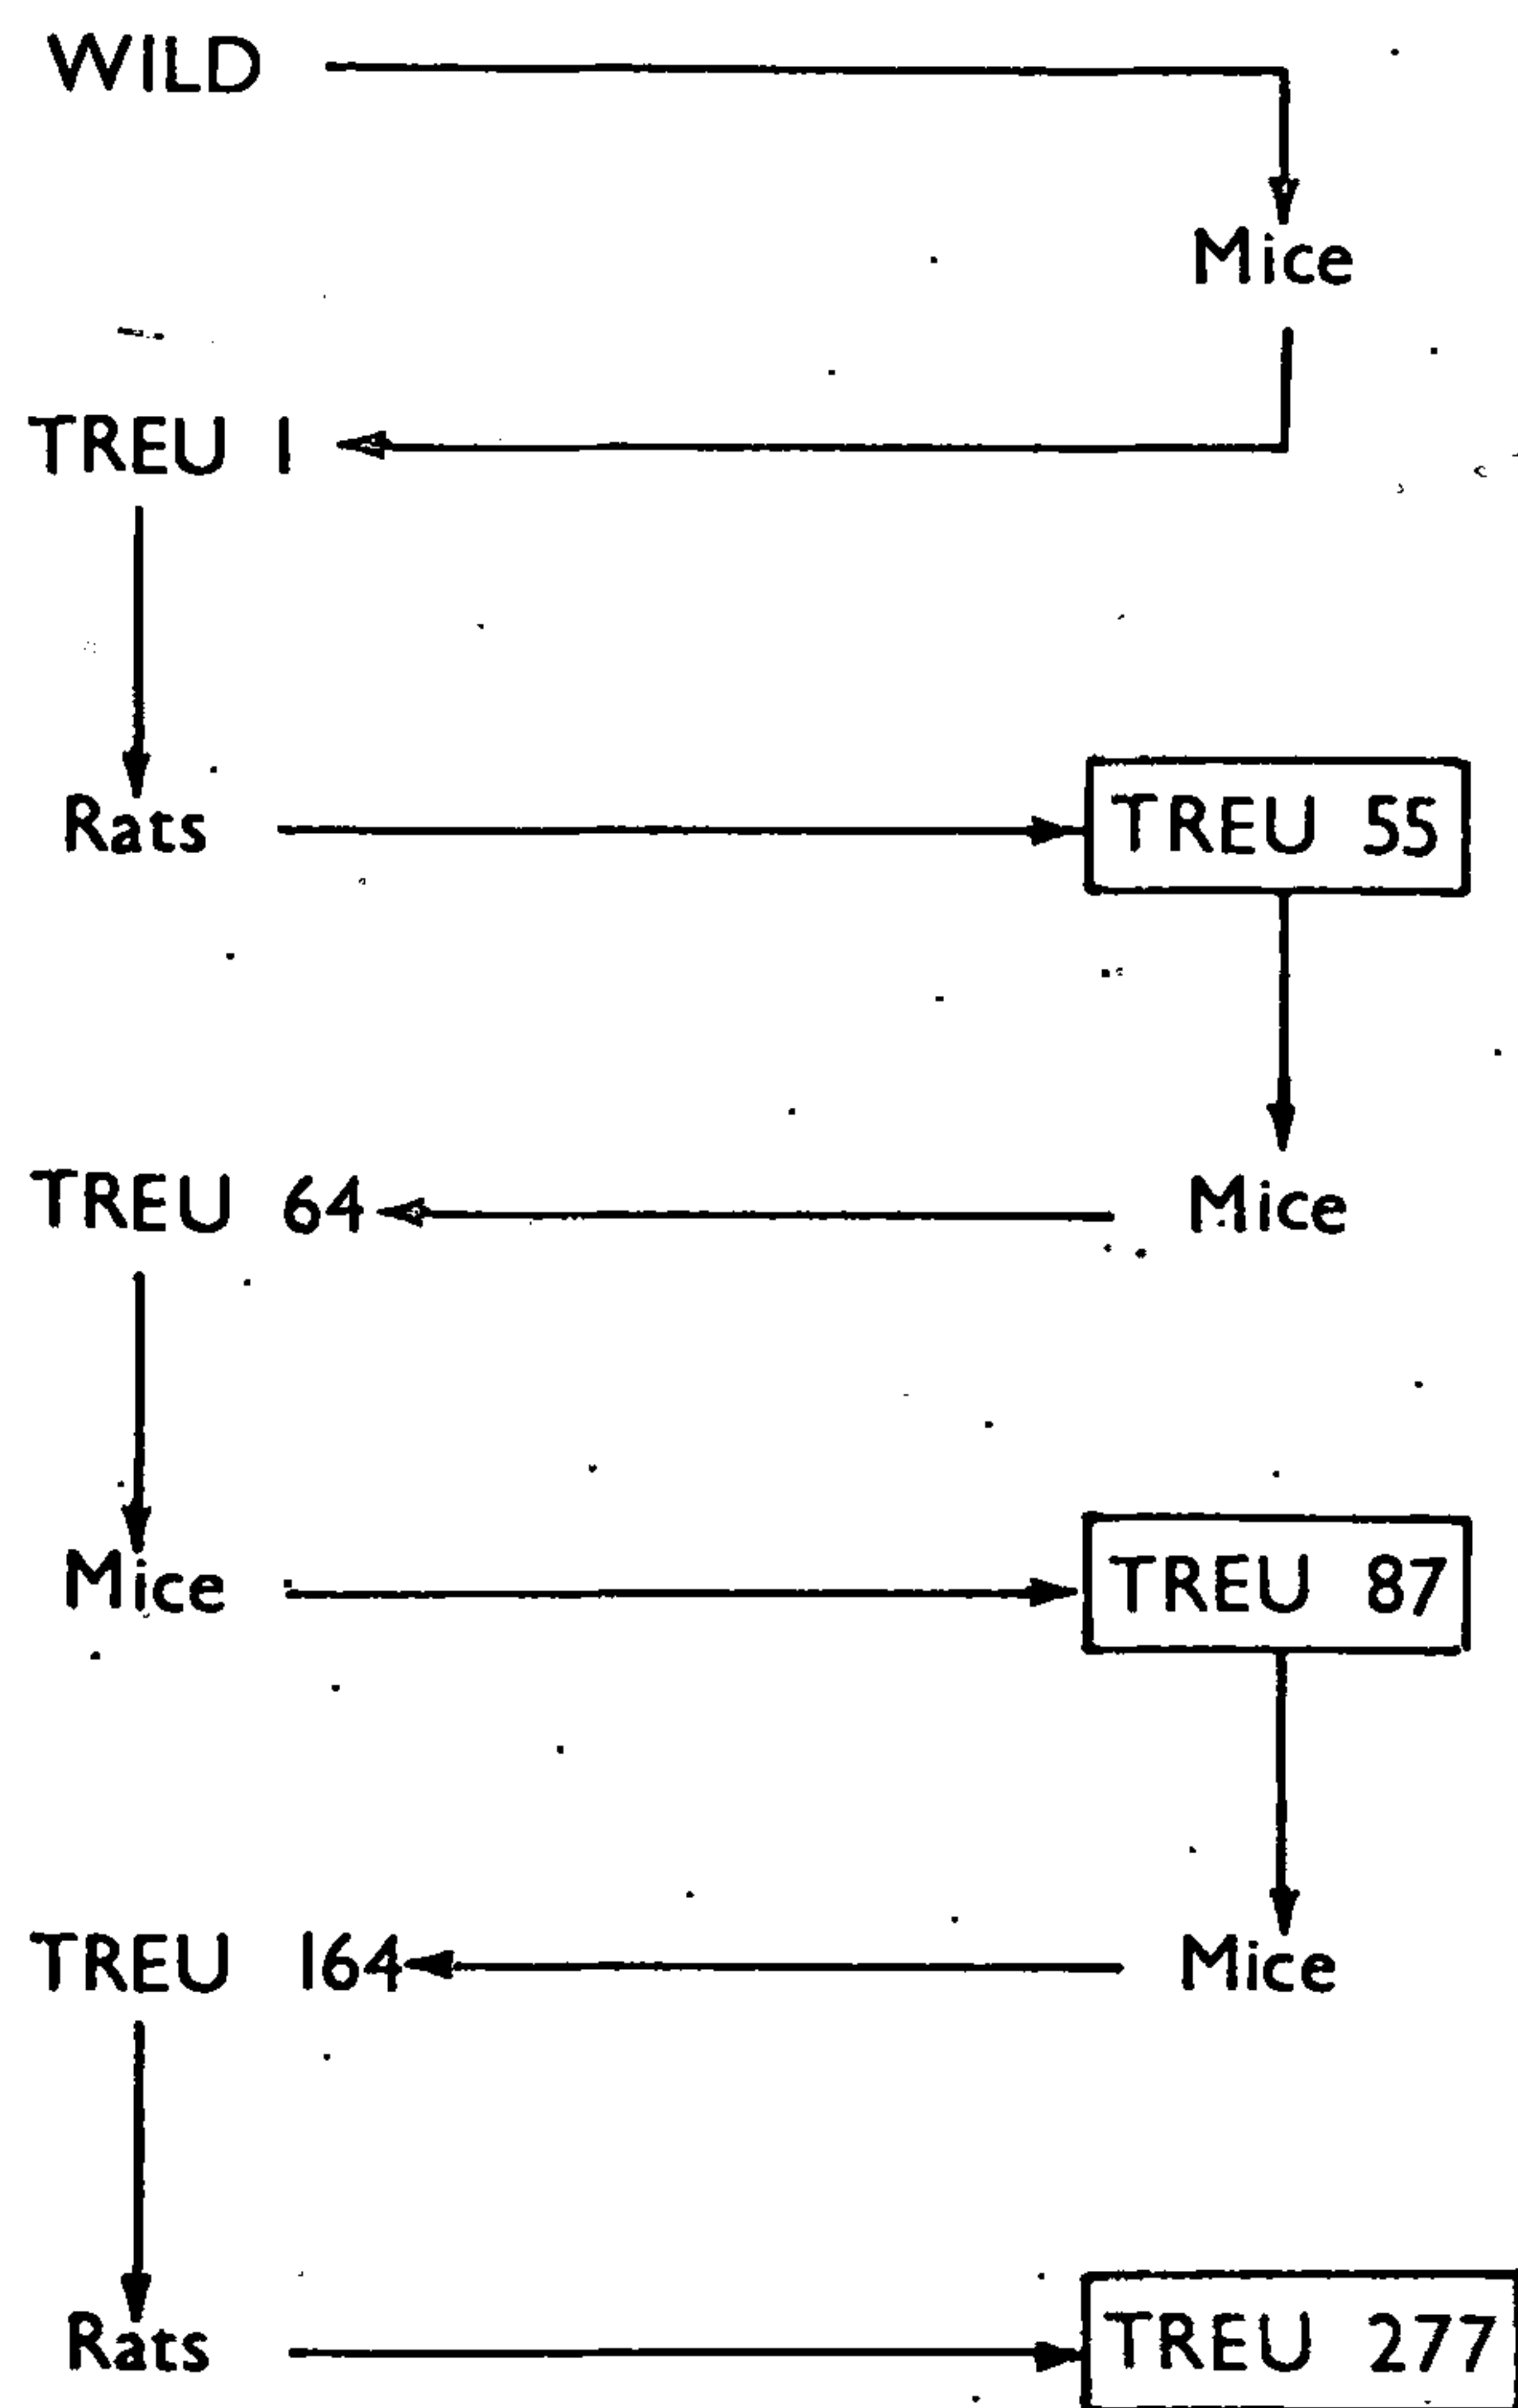 WILD
Mice
TREU 1
Rats TREU 55
TREU 64 Mice
Mice TREU 87
TREU 164 Mice
Rats TREU 277